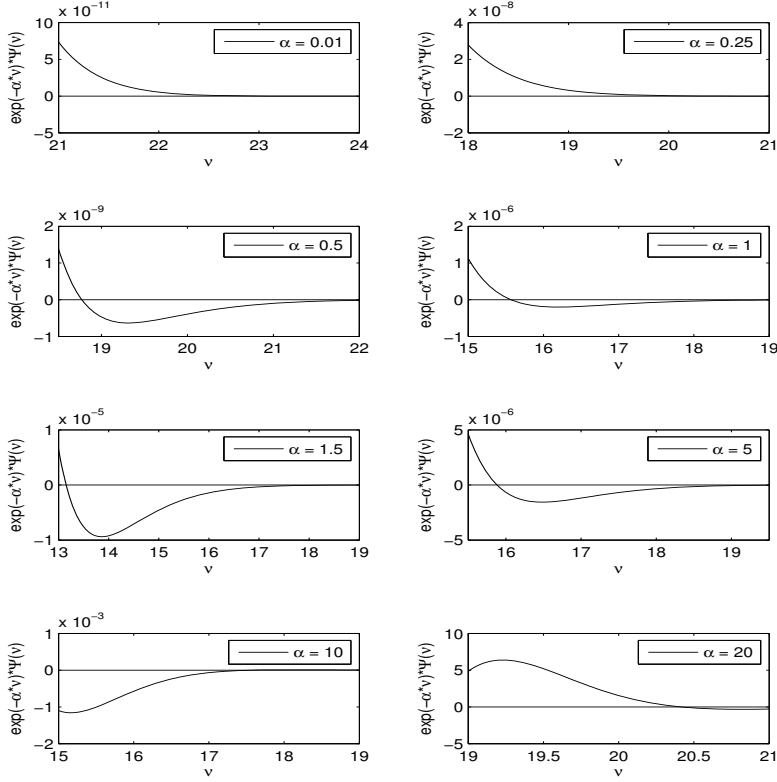 x 10⁻¹¹
10
5
0
−5
exp(-α*ν)*Ψ(ν)
α = 0.01
21 22 23 24
ν
x 10⁻⁸
4
2
0
−2
exp(-α*ν)*Ψ(ν)
α = 0.25
18 19 20 21
ν
x 10⁻⁹
2
1
0
−1
exp(-α*ν)*Ψ(ν)
α = 0.5
19 20 21 22
ν
x 10⁻⁶
2
1
0
−1
exp(-α*ν)*Ψ(ν)
α = 1
15 16 17 18 19
ν
x 10⁻⁵
1
0
−1
exp(-α*ν)*Ψ(ν)
α = 1.5
13 14 15 16 17 18 19
ν
x 10⁻⁶
5
0
−5
exp(-α*ν)*Ψ(ν)
α = 5
16 17 18 19
ν
x 10⁻³
1
0
−1
−2
exp(-α*ν)*Ψ(ν)
α = 10
15 16 17 18 19
ν
10
5
0
−5
exp(-α*ν)*Ψ(ν)
α = 20
19 19.5 20 20.5 21
ν